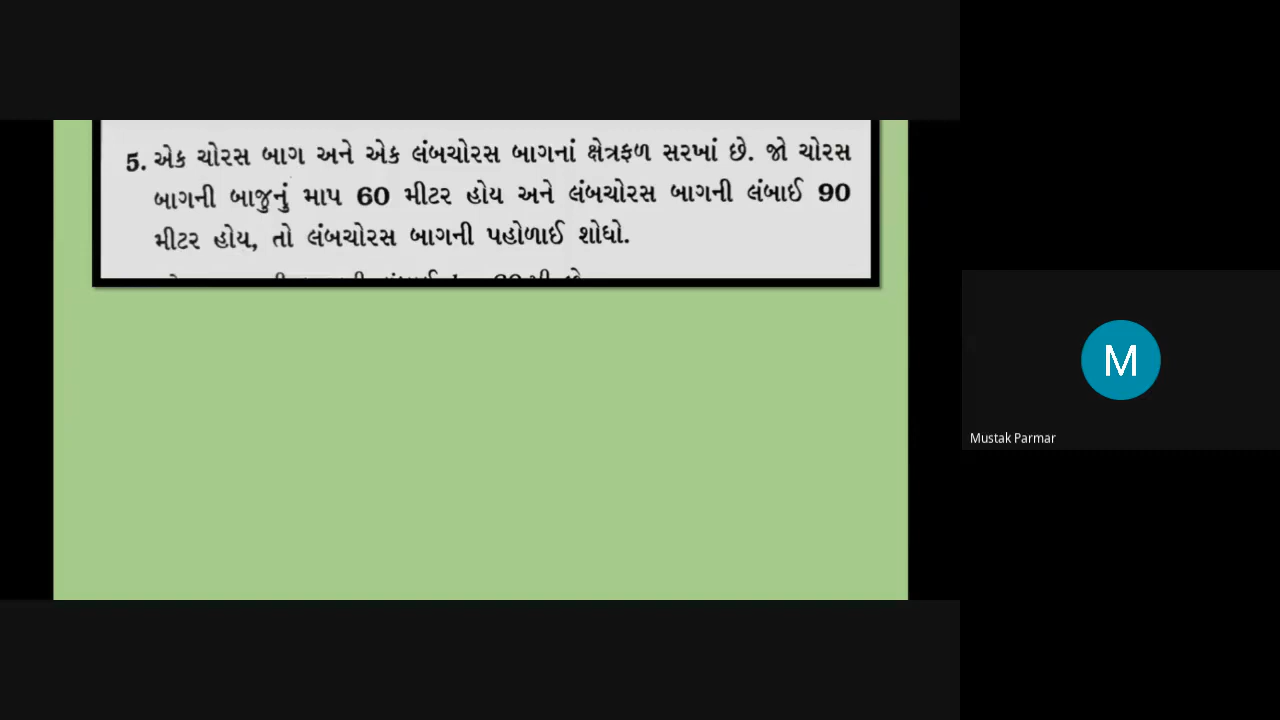 5. એક ચોરસ બાગ અને એક લંબચોરસ બાગનાં ક્ષેત્રફળ સરખાં છે. જો ચોરસ
બાગની બાજુનું માપ 60 મીટર હોય અને લંબચોરસ બાગની લંબાઈ 90
મીટર હોય, તો લંબચોરસ બાગની પહોળાઈ શોધો.
M
Mustak Parmar